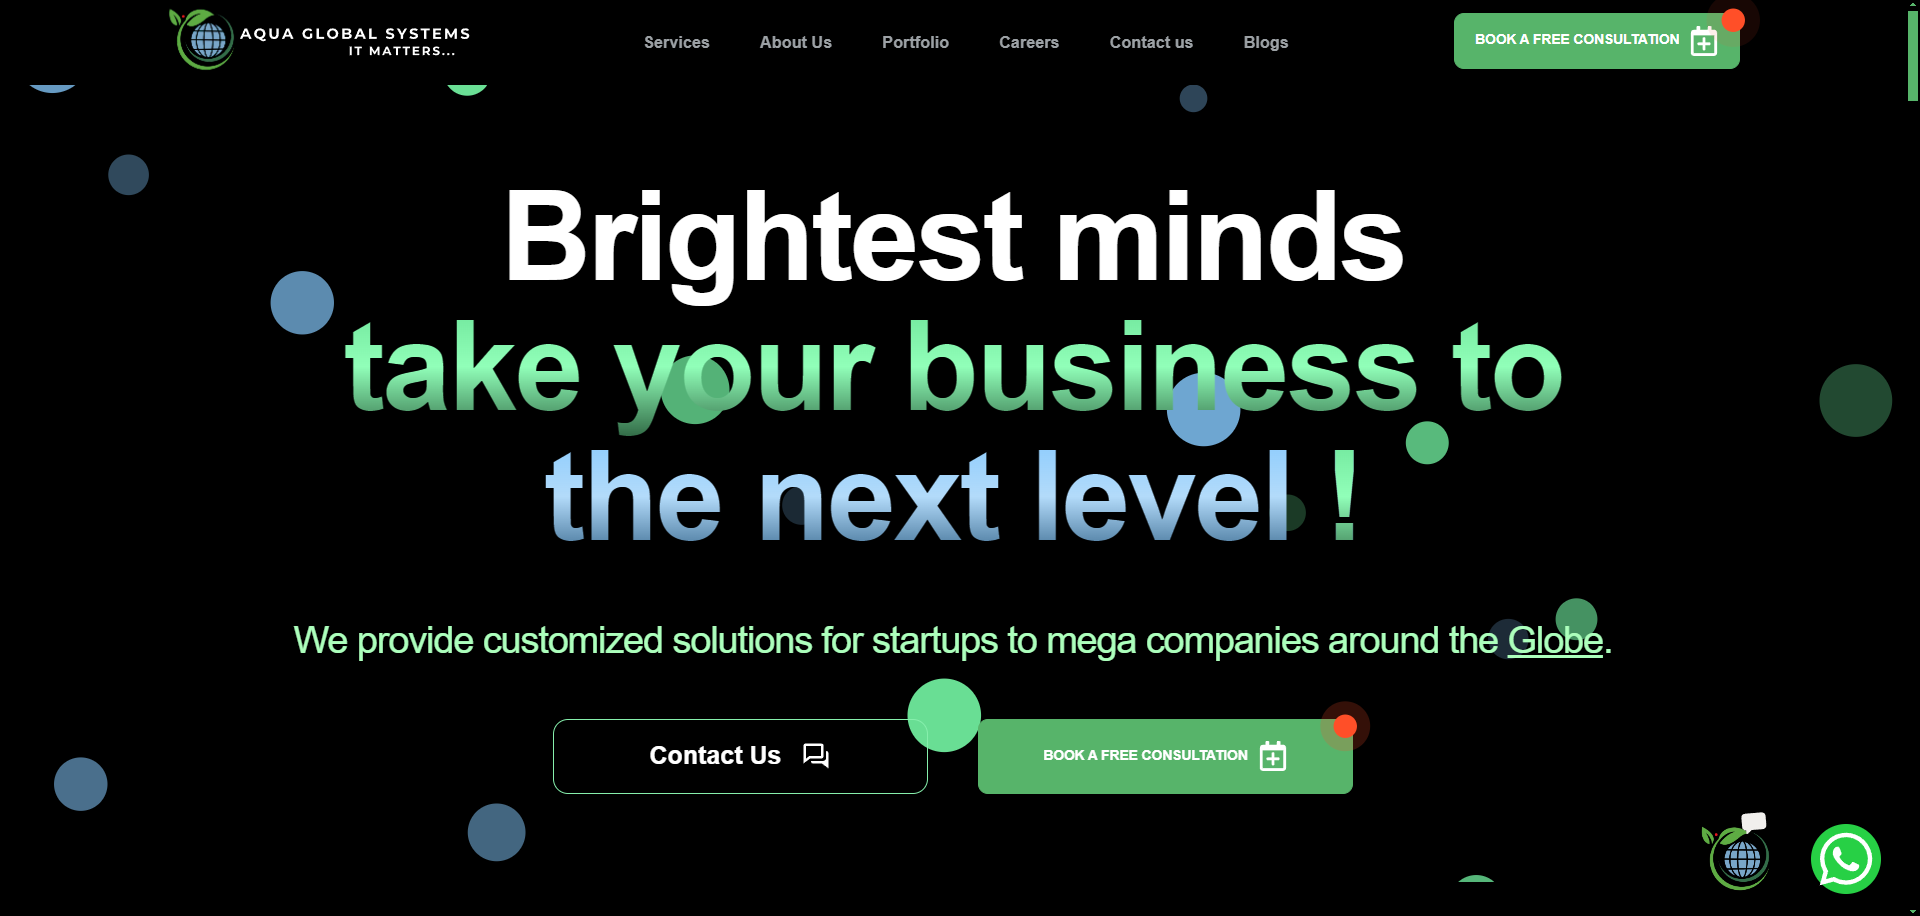 AQUA GLOBAL SYSTEMS
IT MATTERS...
Services About Us Portfolio Careers Contact us Blogs
BOOK A FREE CONSULTATION
Brightest minds
take your business to
the next level !
We provide customized solutions for startups to mega companies around the Globe.
Contact Us
BOOK A FREE CONSULTATION